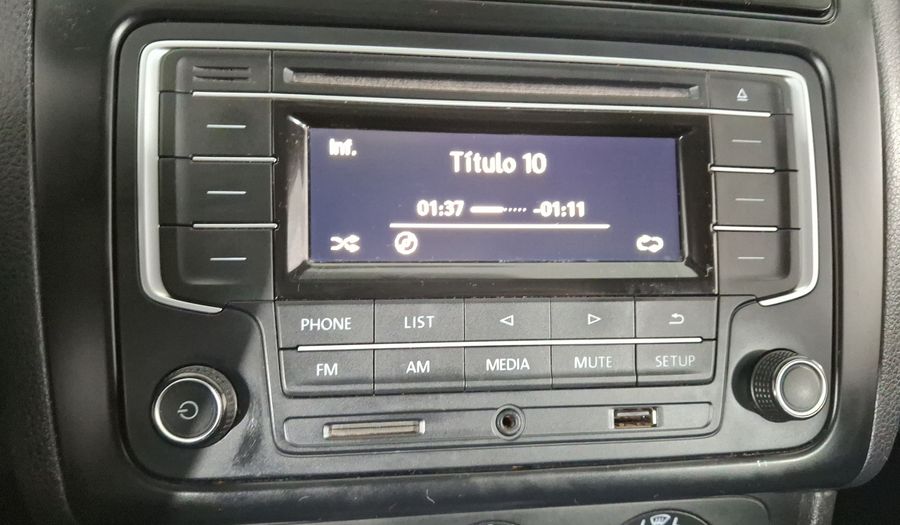 Inf.
Título 10
01:37 -01:11
PHONE LIST
FM AM MEDIA MUTE SETUP